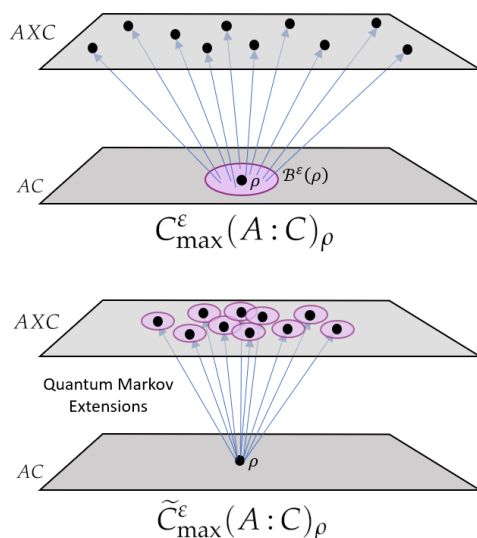 AXC
AC
ρ
ℬ^ε(ρ)
C^ε_max(A : C)_ρ
AXC
Quantum Markov
Extensions
AC
ρ
C̃^ε_max(A : C)_ρ